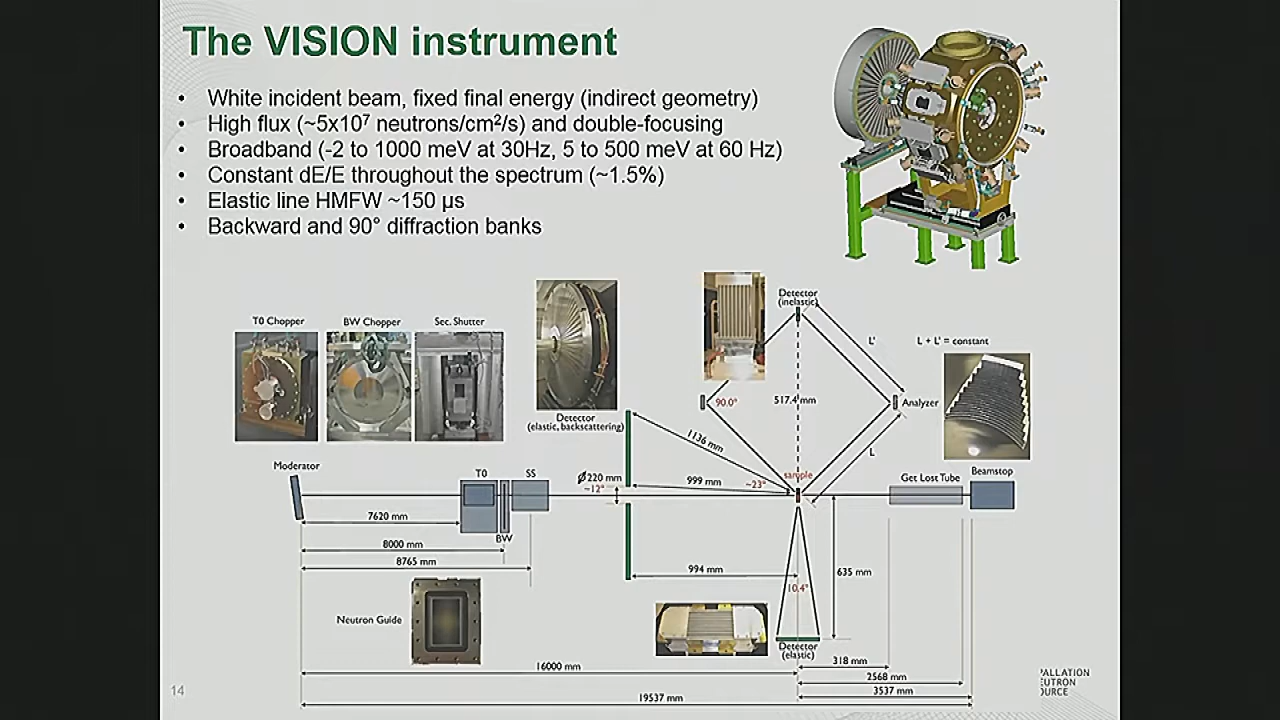 The VISION instrument
• White incident beam, fixed final energy (indirect geometry)
• High flux (~5x10⁷ neutrons/cm²/s) and double-focusing
• Broadband (-2 to 1000 meV at 30Hz, 5 to 500 meV at 60 Hz)
• Constant dE/E throughout the spectrum (~1.5%)
• Elastic line HMFW ~150 µs
• Backward and 90° diffraction banks
T0 Chopper
BW Chopper
Sec. Shutter
Detector
(elastic, backscattering)
Detector
(inelastic)
L'
L + L' = constant
90.0°
517.4 mm
Analyzer
1136 mm
L
Moderator
T0
SS
Ø220 mm
~12°
999 mm
~23°
sample
Get Lost Tube
Beamstop
7620 mm
BW
8000 mm
8765 mm
994 mm
10.4°
635 mm
Neutron Guide
Detector
(elastic)
16000 mm
318 mm
2568 mm
3537 mm
19537 mm
14
PALLATION
EUTRON
OURCE